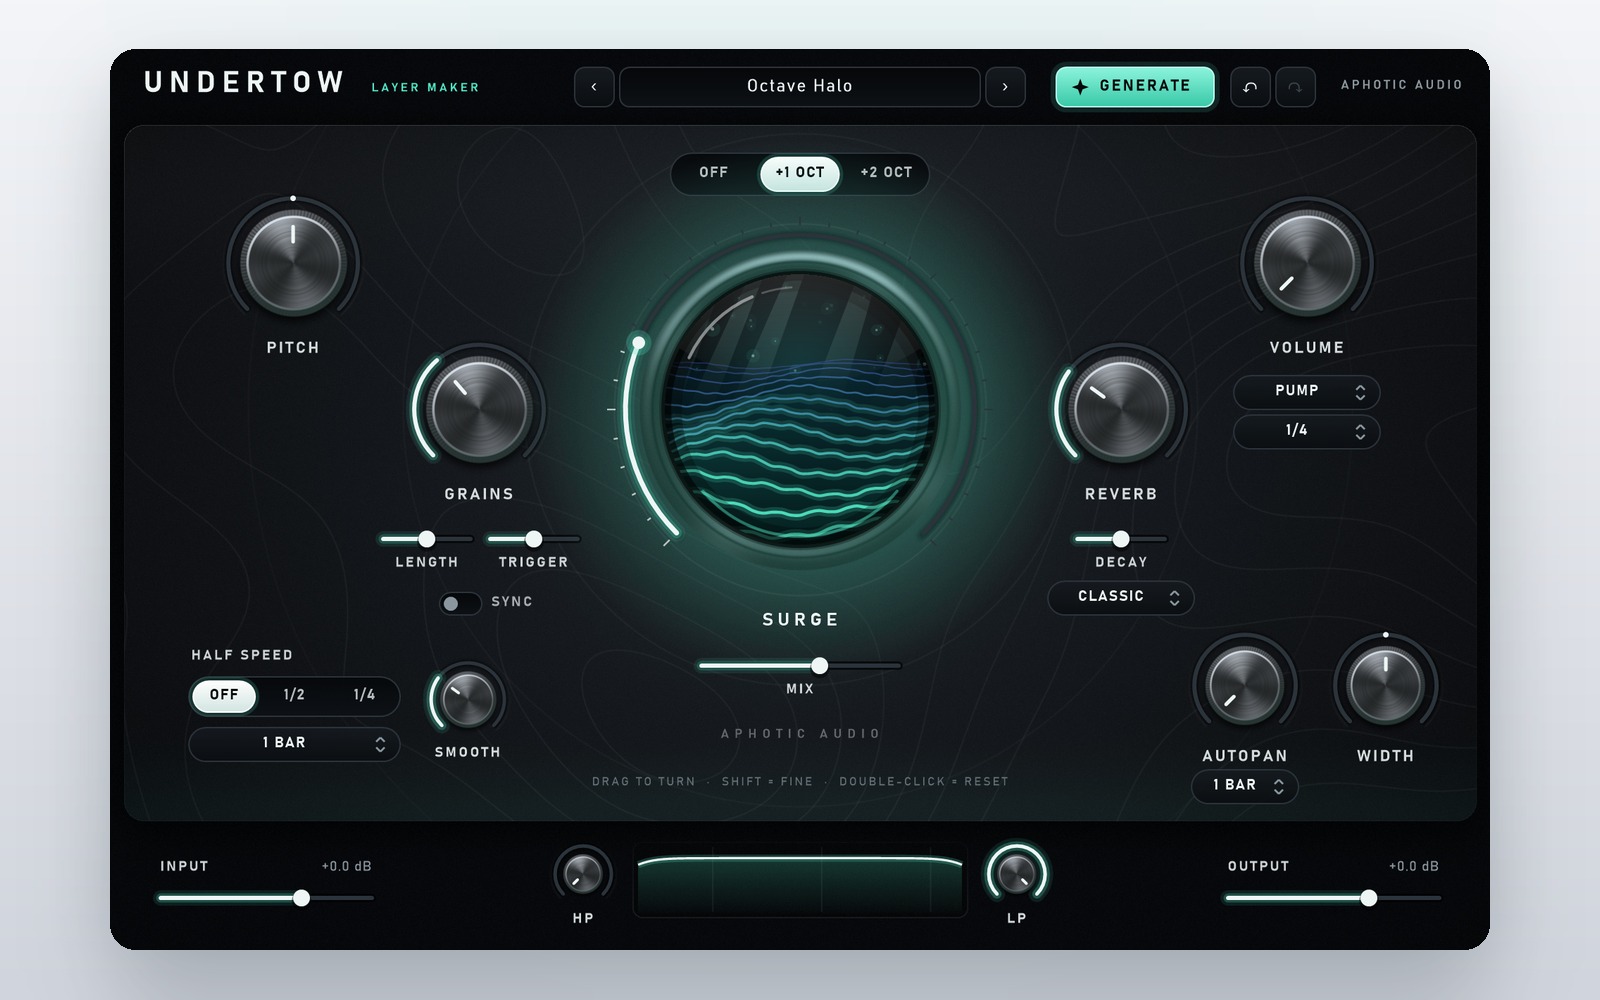 UNDERTOW LAYER MAKER
Octave Halo
GENERATE
APHOTIC AUDIO
OFF +1 OCT +2 OCT
PITCH
VOLUME
PUMP
1/4
GRAINS
REVERB
LENGTH TRIGGER
DECAY
SYNC
CLASSIC
SURGE
HALF SPEED
OFF 1/2 1/4
1 BAR
SMOOTH
MIX
APHOTIC AUDIO
AUTOPAN WIDTH
1 BAR
DRAG TO TURN · SHIFT = FINE · DOUBLE-CLICK = RESET
INPUT +0.0 dB
HP
LP
OUTPUT +0.0 dB